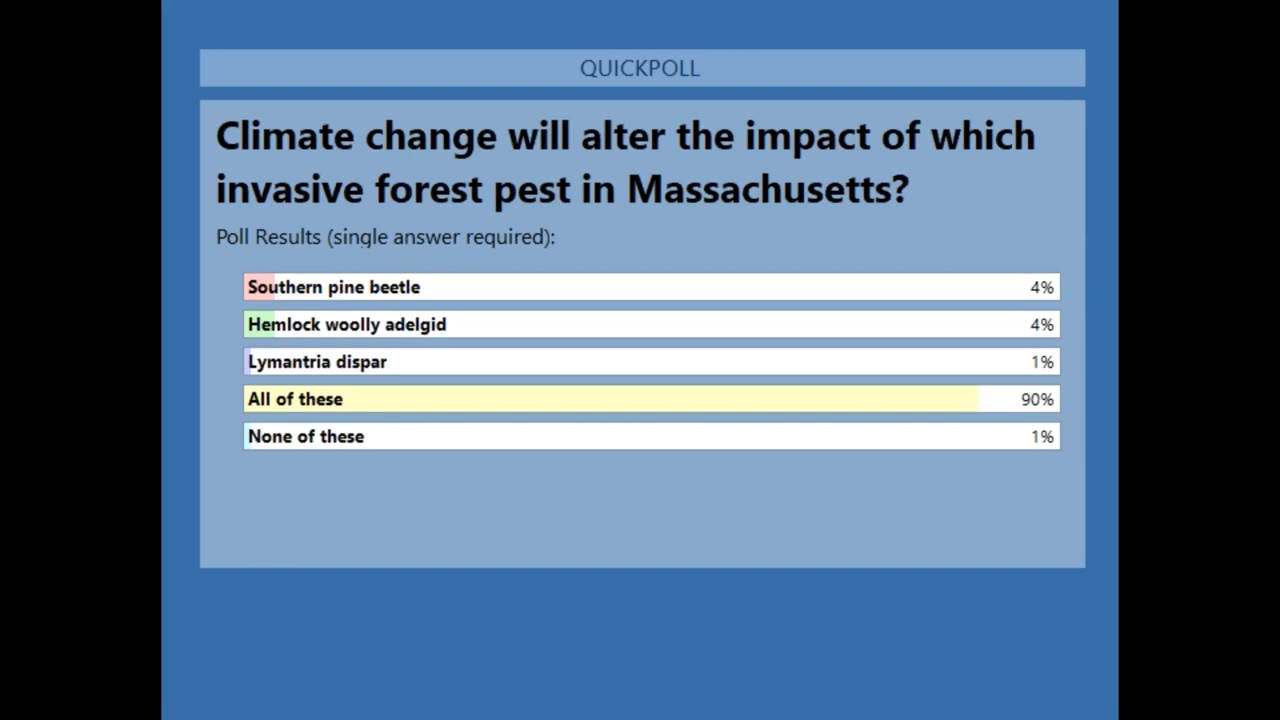 QUICKPOLL
Climate change will alter the impact of which
invasive forest pest in Massachusetts?
Poll Results (single answer required):
Southern pine beetle 4%
Hemlock woolly adelgid 4%
Lymantria dispar 1%
All of these 90%
None of these 1%